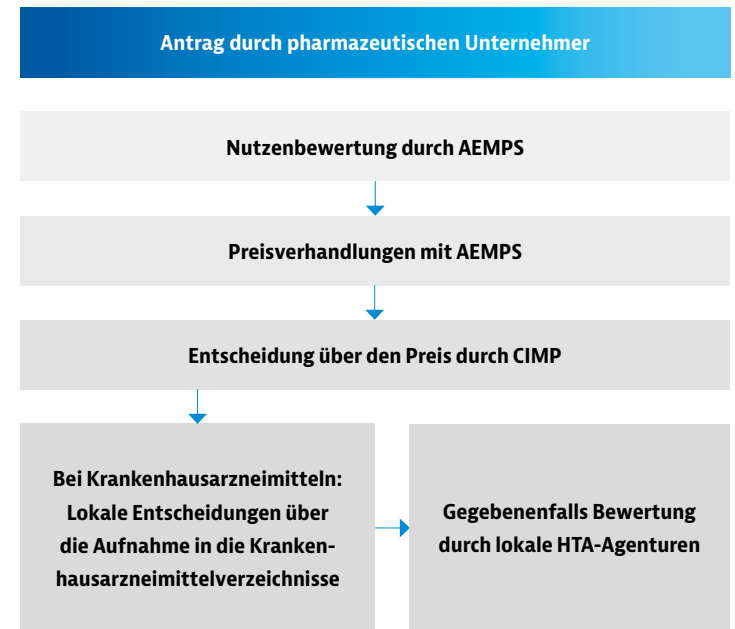 Antrag durch pharmazeutischen Unternehmer
Nutzenbewertung durch AEMPS
Preisverhandlungen mit AEMPS
Entscheidung über den Preis durch CIMP
Bei Krankenhausarzneimitteln:
Lokale Entscheidungen über
die Aufnahme in die Kranken-
hausarzneimittelverzeichnisse
Gegebenenfalls Bewertung
durch lokale HTA-Agenturen